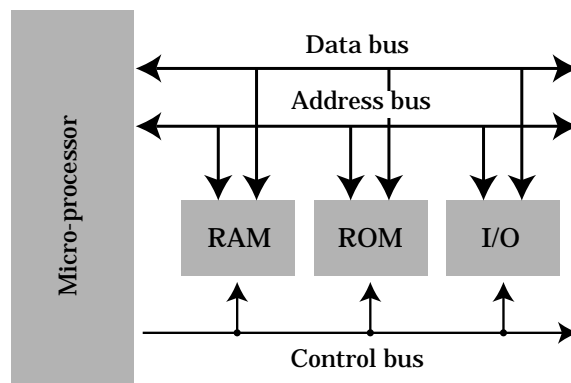 Data bus
Address bus
Micro-processor
RAM
ROM
I/O
Control bus